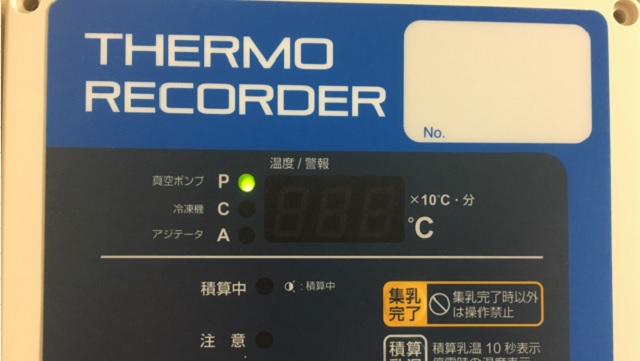 THERMO
RECORDER
No.
温度 / 警報
真空ポンプ P
冷凍機 C
アジテータ A
×10℃・分
℃
積算中
: 積算中
注 意
集乳
完了
集乳完了時以外
は操作禁止
積算
積算乳温 10 秒表示